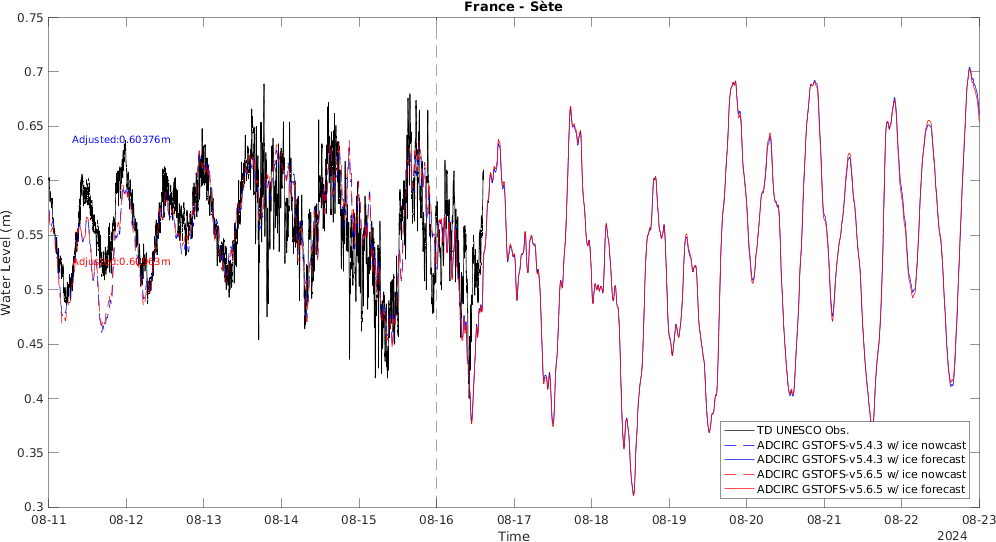 France - Sète
0.75
0.7
0.65
0.6
0.55
0.5
0.45
0.4
0.35
0.3
Water Level (m)
Adjusted:0.60376m
TD UNESCO Obs.
ADCIRC GSTOFS-v5.4.3 w/ ice nowcast
ADCIRC GSTOFS-v5.4.3 w/ ice forecast
ADCIRC GSTOFS-v5.6.5 w/ ice nowcast
ADCIRC GSTOFS-v5.6.5 w/ ice forecast
08-11 08-12 08-13 08-14 08-15 08-16 08-17 08-18 08-19 08-20 08-21 08-22 08-23
Time
2024